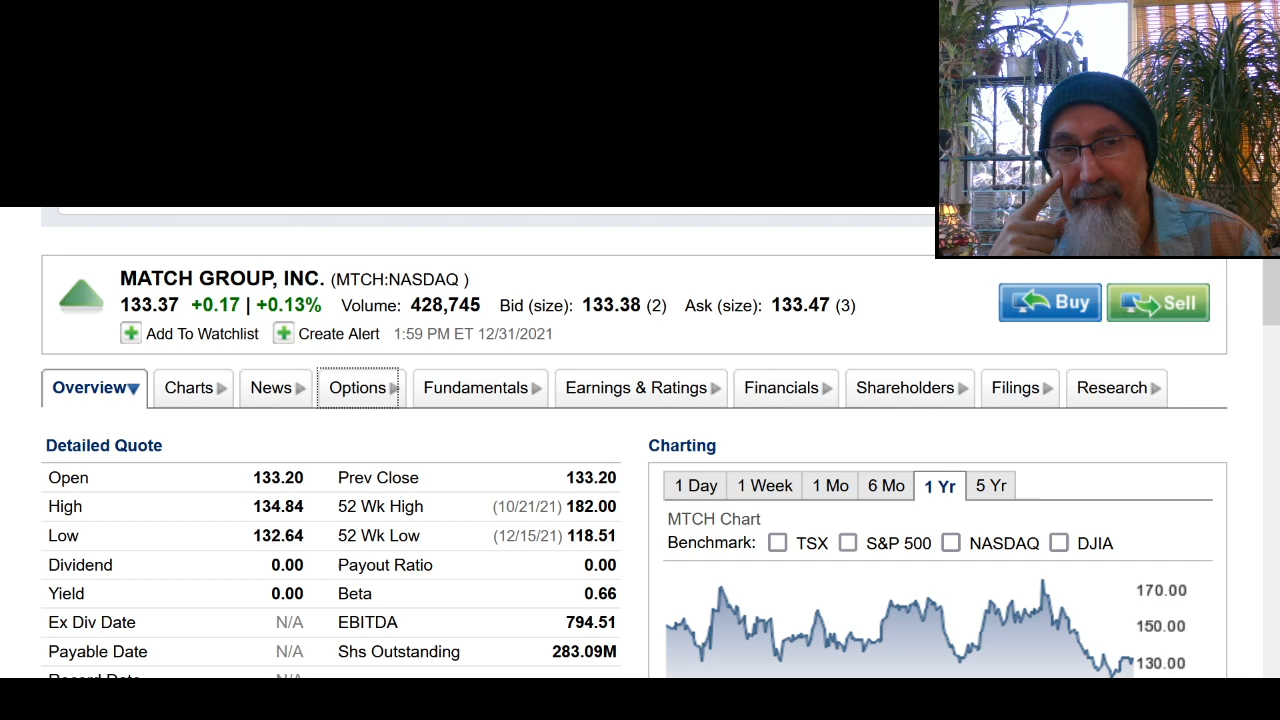 MATCH GROUP, INC. (MTCH:NASDAQ )
133.37 +0.17 | +0.13% Volume: 428,745 Bid (size): 133.38 (2) Ask (size): 133.47 (3)
Add To Watchlist Create Alert 1:59 PM ET 12/31/2021
Buy Sell
Overview Charts News Options Fundamentals Earnings & Ratings Financials Shareholders Filings Research
Detailed Quote
Open 133.20 Prev Close 133.20
High 134.84 52 Wk High (10/21/21) 182.00
Low 132.64 52 Wk Low (12/15/21) 118.51
Dividend 0.00 Payout Ratio 0.00
Yield 0.00 Beta 0.66
Ex Div Date N/A EBITDA 794.51
Payable Date N/A Shs Outstanding 283.09M
Charting
1 Day 1 Week 1 Mo 6 Mo 1 Yr 5 Yr
MTCH Chart
Benchmark: TSX S&P 500 NASDAQ DJIA
170.00
150.00
130.00